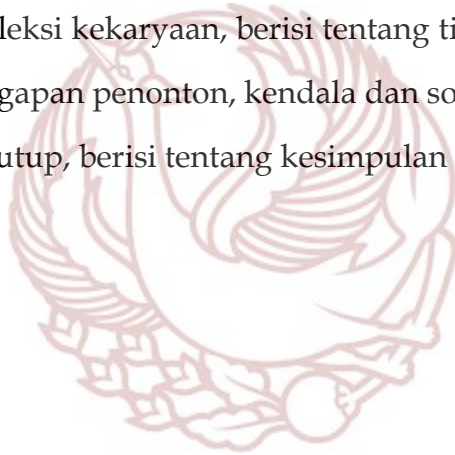 leksi kekaryaan, berisi tentang ti
gapan penonton, kendala dan so
utup, berisi tentang kesimpulan